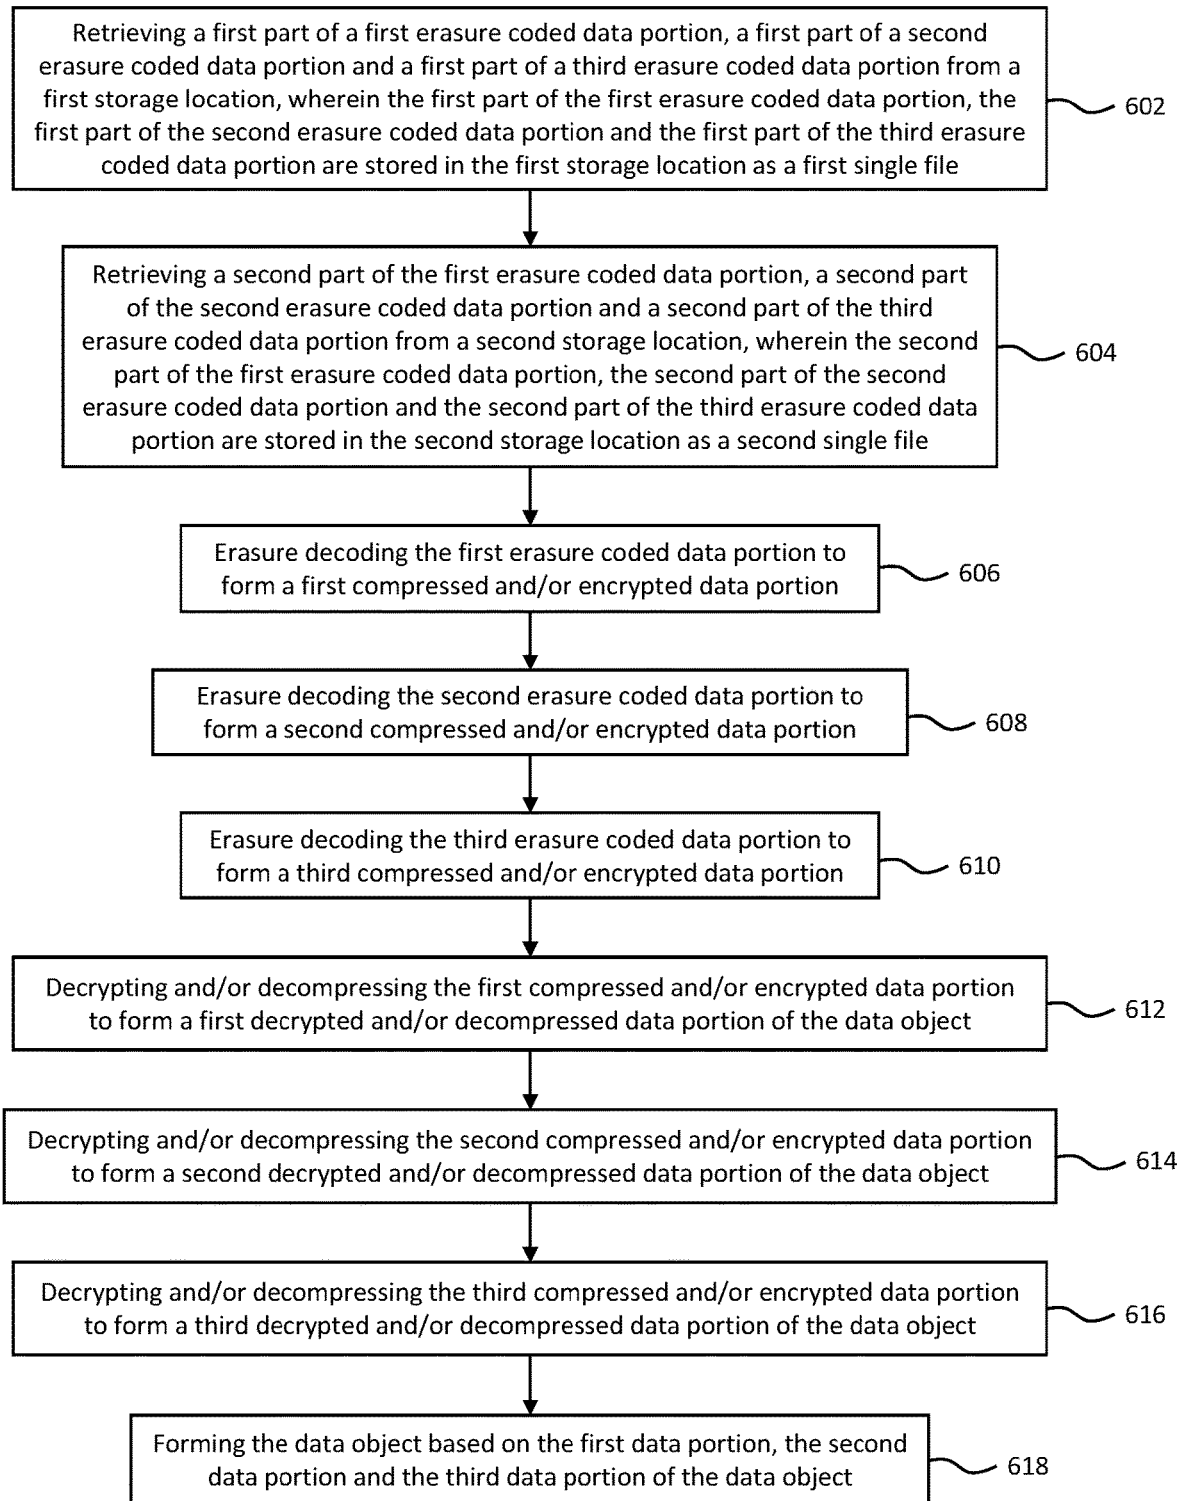 Retrieving a first part of a first erasure coded data portion, a first part of a second
erasure coded data portion and a first part of a third erasure coded data portion from a
first storage location, wherein the first part of the first erasure coded data portion, the
first part of the second erasure coded data portion and the first part of the third erasure
coded data portion are stored in the first storage location as a first single file
602
Retrieving a second part of the first erasure coded data portion, a second part
of the second erasure coded data portion and a second part of the third
erasure coded data portion from a second storage location, wherein the second
part of the first erasure coded data portion, the second part of the second
erasure coded data portion and the second part of the third erasure coded data
portion are stored in the second storage location as a second single file
604
Erasure decoding the first erasure coded data portion to
form a first compressed and/or encrypted data portion
606
Erasure decoding the second erasure coded data portion to
form a second compressed and/or encrypted data portion
608
Erasure decoding the third erasure coded data portion to
form a third compressed and/or encrypted data portion
610
Decrypting and/or decompressing the first compressed and/or encrypted data portion
to form a first decrypted and/or decompressed data portion of the data object
612
Decrypting and/or decompressing the second compressed and/or encrypted data portion
to form a second decrypted and/or decompressed data portion of the data object
614
Decrypting and/or decompressing the third compressed and/or encrypted data portion
to form a third decrypted and/or decompressed data portion of the data object
616
Forming the data object based on the first data portion, the second
data portion and the third data portion of the data object
618